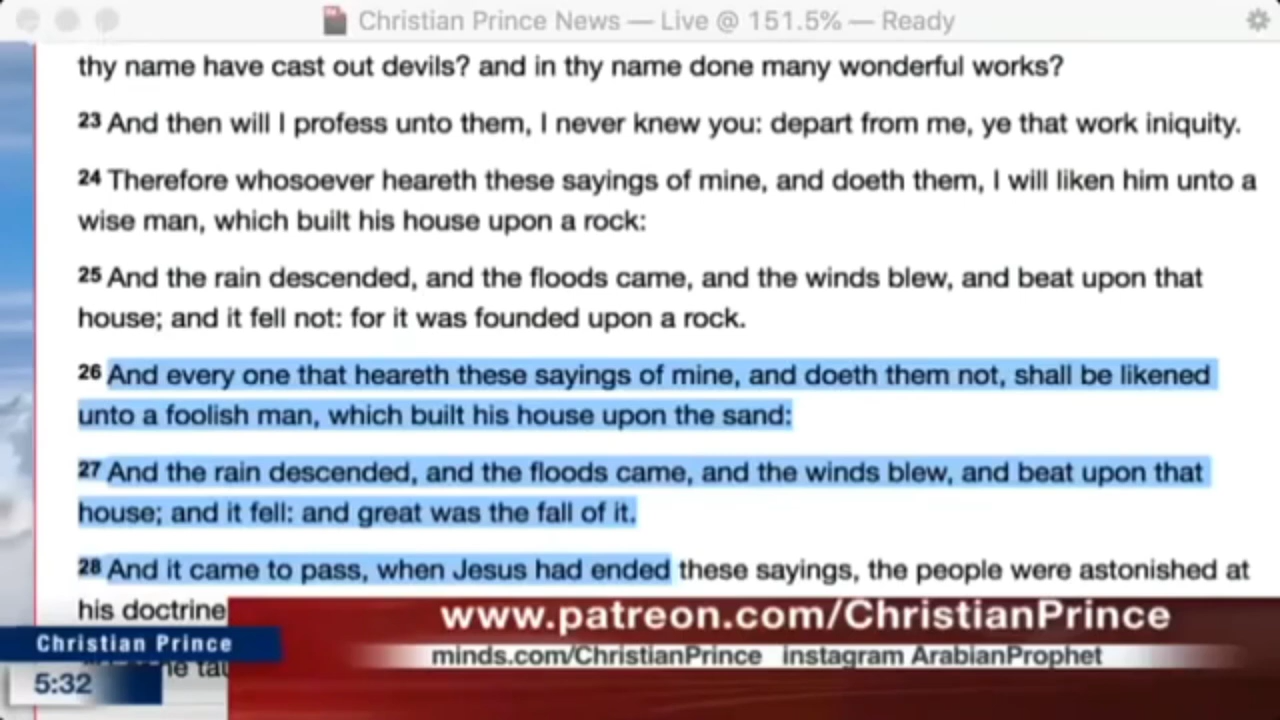 Christian Prince News — Live @ 151.5% — Ready
thy name have cast out devils? and in thy name done many wonderful works?
23 And then will I profess unto them, I never knew you: depart from me, ye that work iniquity.
24 Therefore whosoever heareth these sayings of mine, and doeth them, I will liken him unto a
wise man, which built his house upon a rock:
25 And the rain descended, and the floods came, and the winds blew, and beat upon that
house; and it fell not: for it was founded upon a rock.
26 And every one that heareth these sayings of mine, and doeth them not, shall be likened
unto a foolish man, which built his house upon the sand:
27 And the rain descended, and the floods came, and the winds blew, and beat upon that
house; and it fell: and great was the fall of it.
28 And it came to pass, when Jesus had ended these sayings, the people were astonished at
his doctrine
www.patreon.com/ChristianPrince
Christian Prince
minds.com/ChristianPrince instagram ArabianProphet
5:32